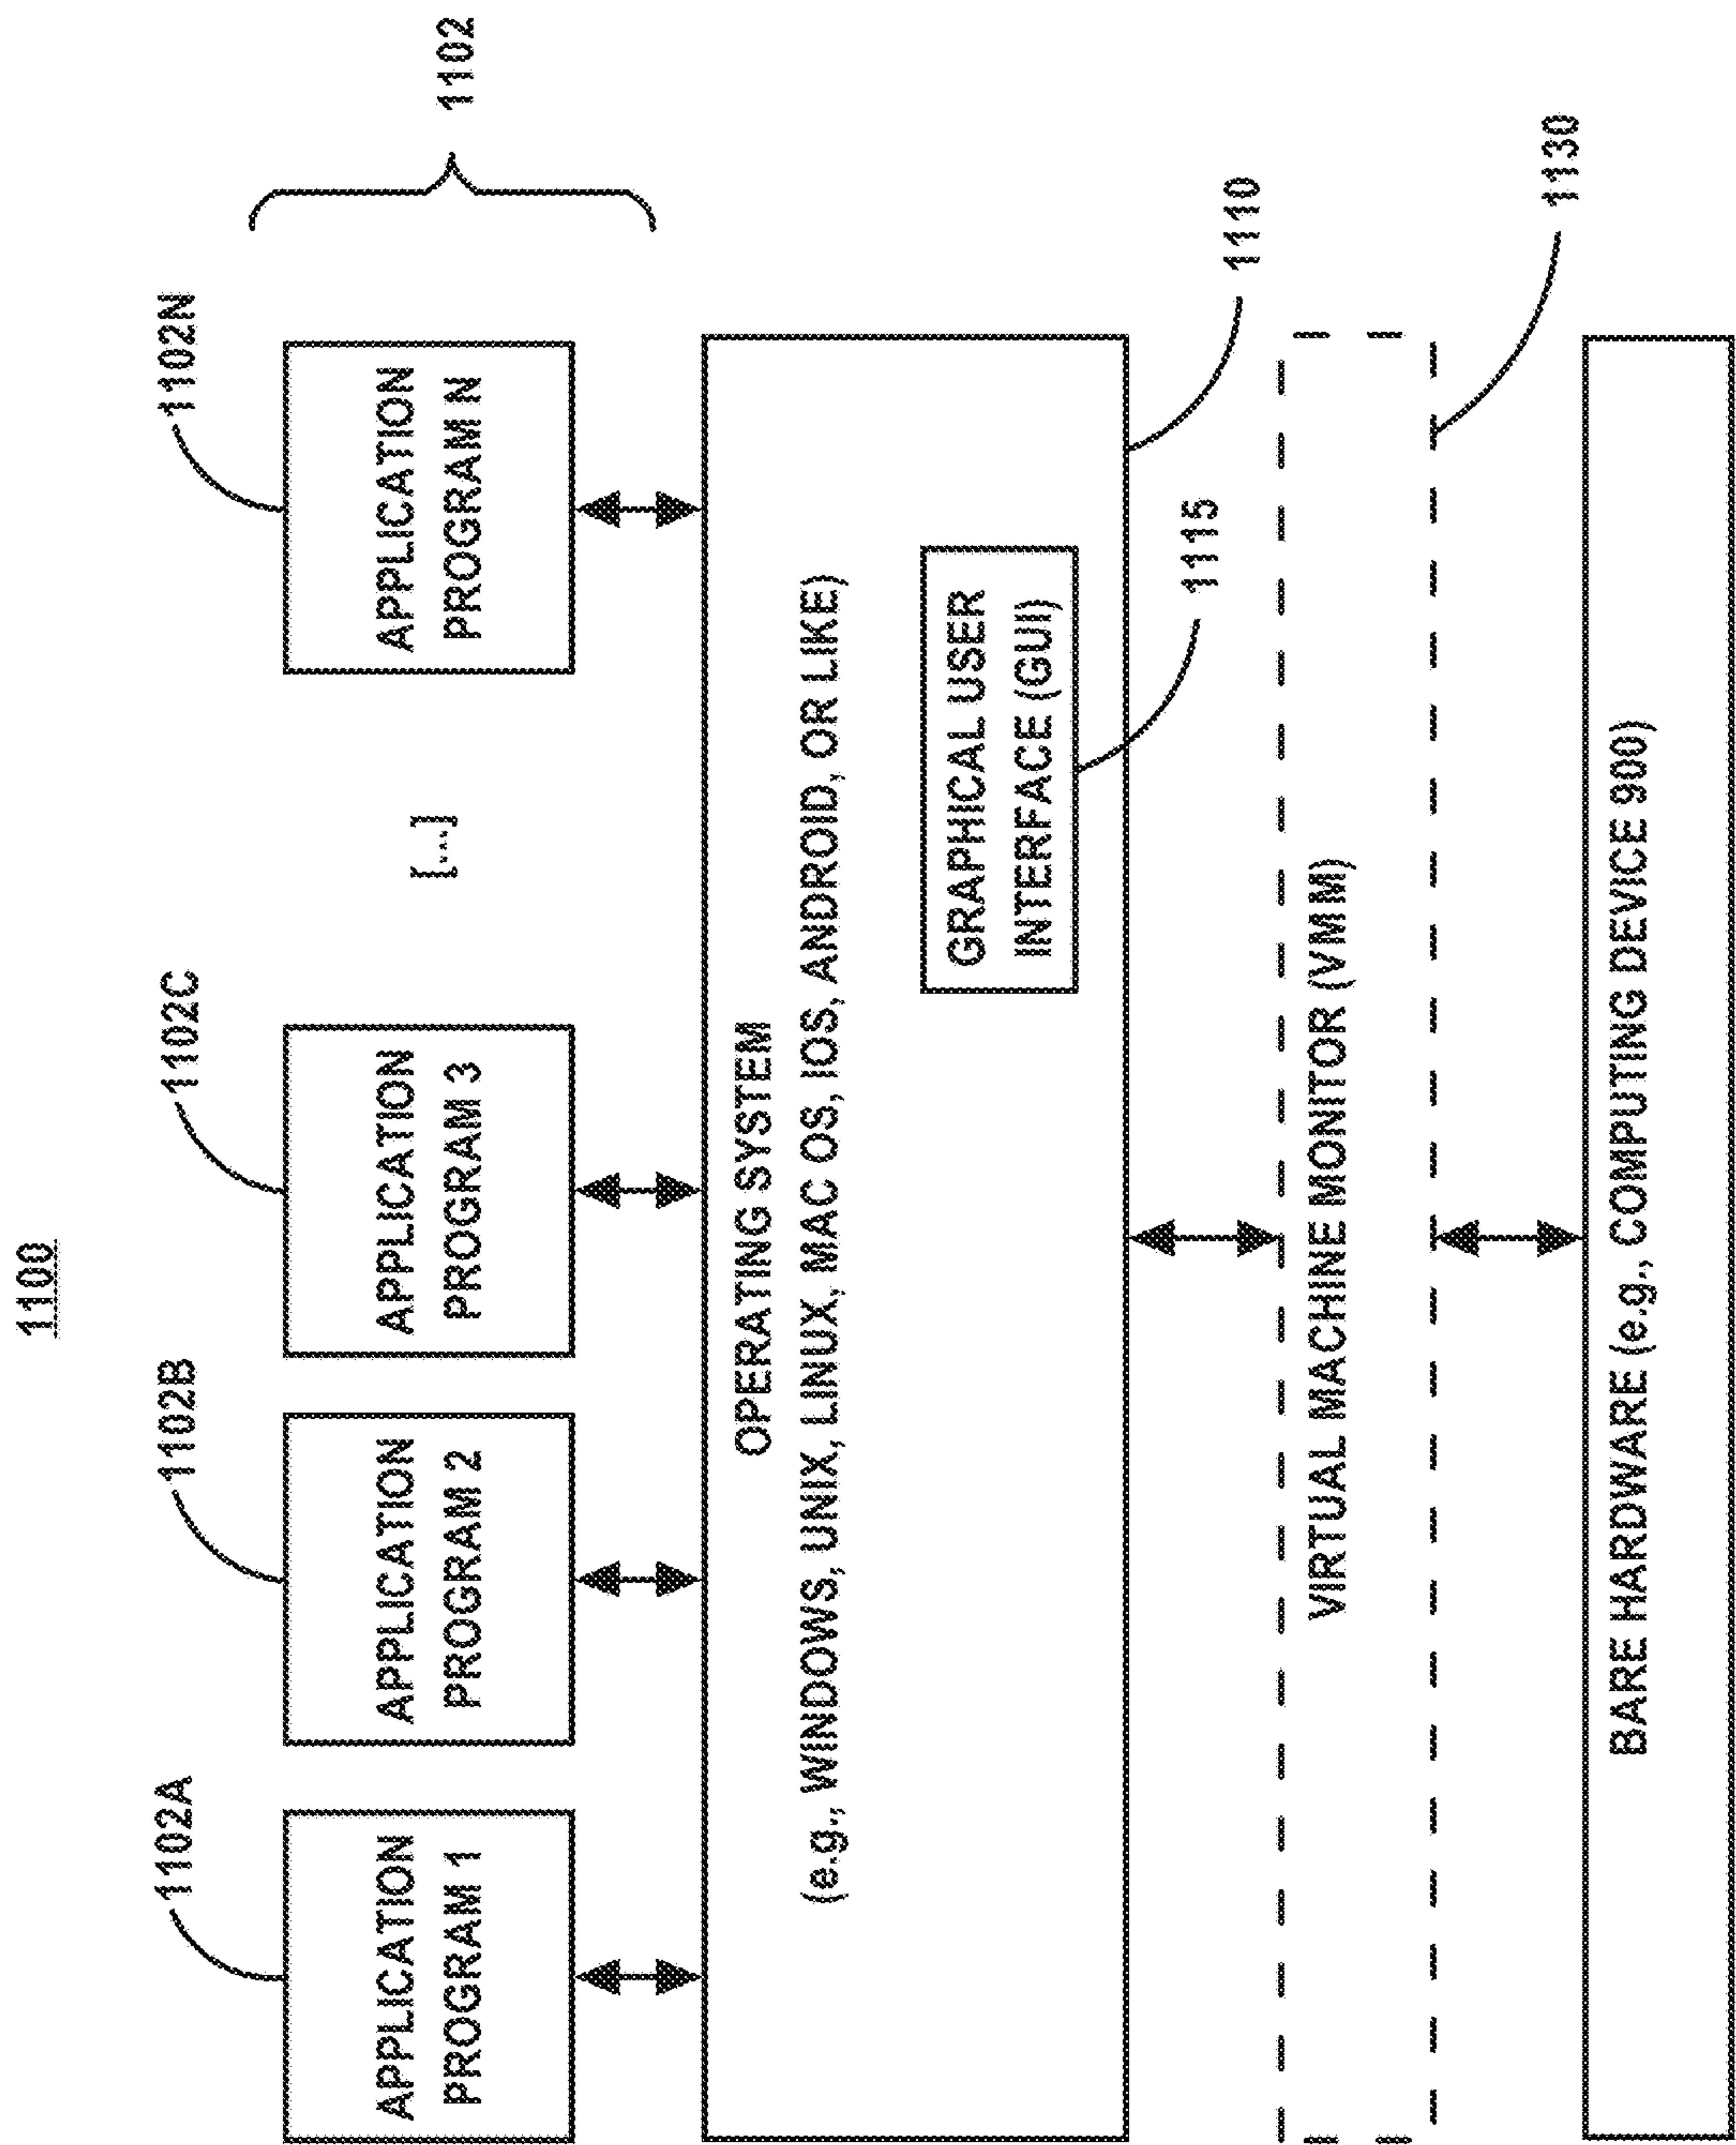 1100
1102A
1102B
1102C
1102N
1102
APPLICATION
PROGRAM 1
APPLICATION
PROGRAM 2
APPLICATION
PROGRAM 3
[...]
APPLICATION
PROGRAM N
OPERATING SYSTEM
(e.g., WINDOWS, UNIX, LINUX, MAC OS, IOS, ANDROID, OR LIKE)
GRAPHICAL USER
INTERFACE (GUI)
1115
1110
VIRTUAL MACHINE MONITOR (VMM)
1130
BARE HARDWARE (e.g., COMPUTING DEVICE 900)